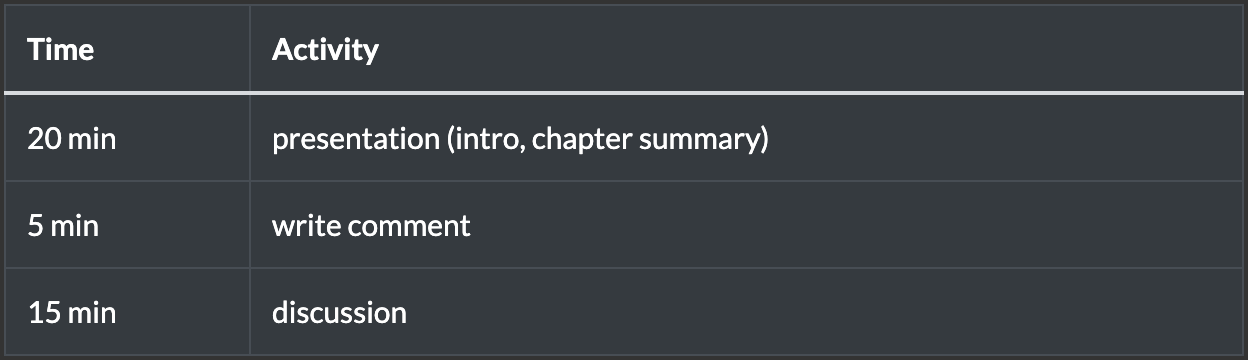 Time Activity
20 min presentation (intro, chapter summary)
5 min write comment
15 min discussion